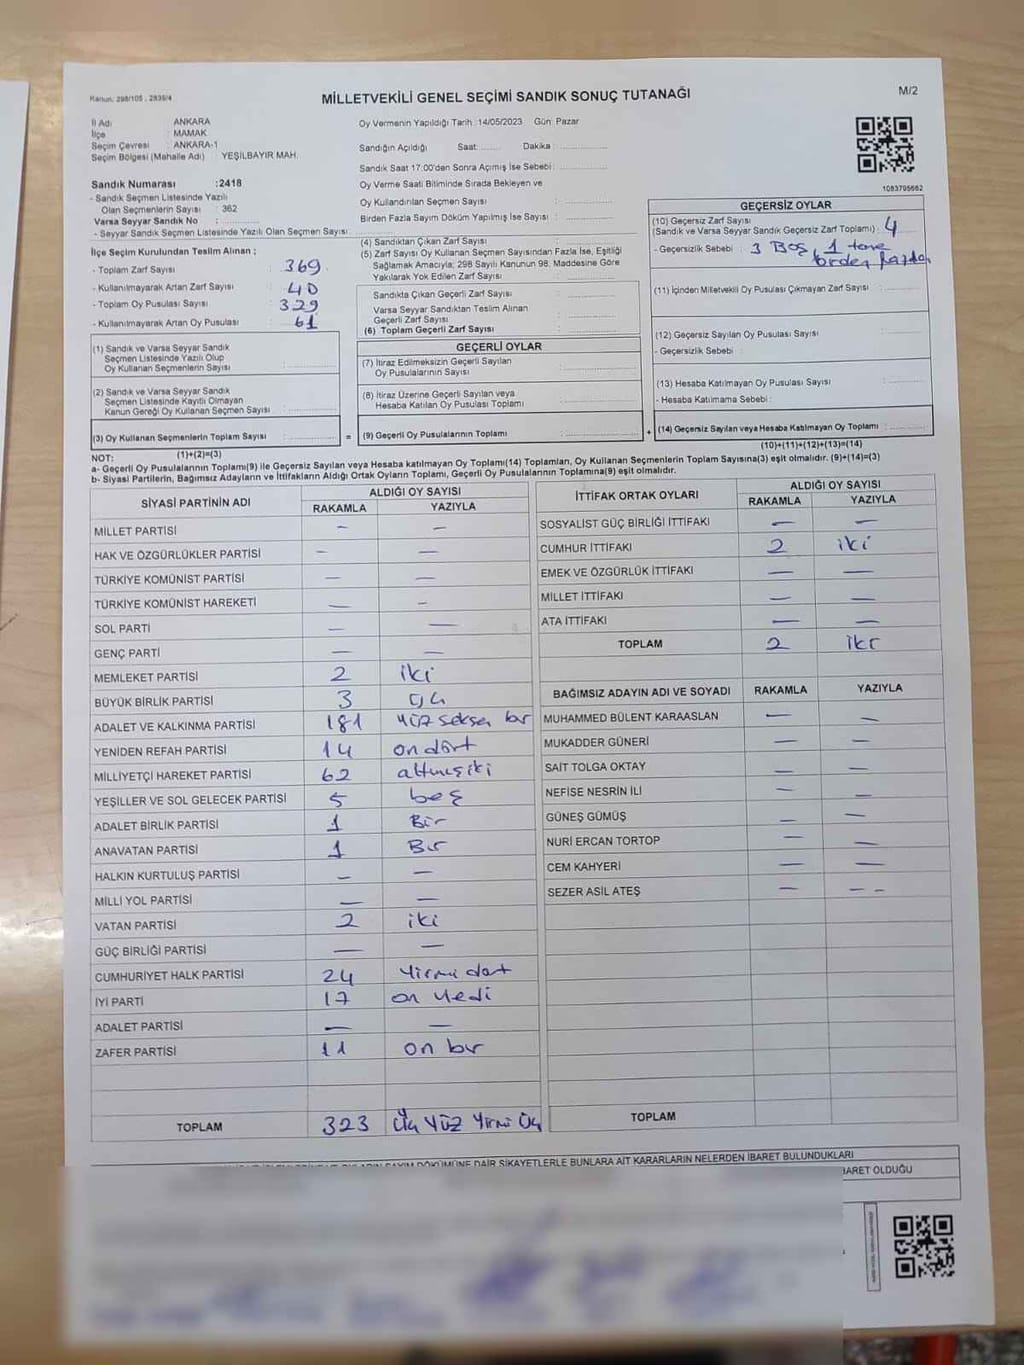 Kanun: 298/105 , 2839/4
MİLLETVEKİLİ GENEL SEÇİMİ SANDIK SONUÇ TUTANAĞI
M/2
İl Adı : ANKARA
İlçe : MAMAK
Seçim Çevresi : ANKARA-1
Seçim Bölgesi (Mahalle Adı) : YEŞİLBAYIR MAH.
Sandık Numarası :2418
- Sandık Seçmen Listesinde Yazılı
Olan Seçmenlerin Sayısı : 362
Varsa Seyyar Sandık No :
- Seyyar Sandık Seçmen Listesinde Yazılı Olan Seçmen Sayısı :
Oy Vermenin Yapıldığı Tarih :14/05/2023 Gün: Pazar
Sandığın Açıldığı Saat: Dakika :
Sandık Saat 17.00'den Sonra Açımış İse Sebebi:
Oy Verme Saati Bitiminde Sırada Bekleyen ve
Oy Kullandırılan Seçmen Sayısı :
Birden Fazla Sayım Döküm Yapılmış İse Sayısı :
1083795662
İlçe Seçim Kurulundan Teslim Alınan ;
- Toplam Zarf Sayısı : 369
- Kullanılmayarak Artan Zarf Sayısı : 40
- Toplam Oy Pusulası Sayısı : 329
- Kullanılmayarak Artan Oy Pusulası : 61
(1) Sandık ve Varsa Seyyar Sandık
Seçmen Listesinde Yazılı Olup
Oy Kullanan Seçmenlerin Sayısı :
(2) Sandık ve Varsa Seyyar Sandık
Listesinde Kayıtlı Olmayan
Kanun Gereği Oy Kullanan Seçmen Sayısı :
(3) Oy Kullanan Seçmenlerin Toplam Sayısı :
(1)+(2)=(3)
(4) Sandıktan Çıkan Zarf Sayısı :
(5) Zarf Sayısı Oy Kullanan Seçmen Sayısından Fazla İse, Eşitliği
Sağlamak Amacıyla; 298 Sayılı Kanunun 98. Maddesine Göre
Yakılarak Yok Edilen Zarf Sayısı :
Sandıkta Çıkan Geçerli Zarf Sayısı :
Varsa Seyyar Sandıktan Teslim Alınan
Geçerli Zarf Sayısı :
(6) Toplam Geçerli Zarf Sayısı :
GEÇERLİ OYLAR
(7) İtiraz Edilmeksizin Geçerli Sayılan
Oy Pusulalarının Sayısı :
(8) İtiraz Üzerine Geçerli Sayılan veya
Hesaba Katılan Oy Pusulası Toplamı :
= (9) Geçerli Oy Pusulalarının Toplamı :
GEÇERSİZ OYLAR
(10) Geçersiz Zarf Sayısı
(Sandık ve Varsa Seyyar Sandık Geçersiz Zarf Toplamı) : 4
- Geçersizlik Sebebi : 3 Boş, 1 tane
birden fazla
(11) İçinden Milletvekili Oy Pusulası Çıkmayan Zarf Sayısı :
(12) Geçersiz Sayılan Oy Pusulası Sayısı :
- Geçersizlik Sebebi :
(13) Hesaba Katılmayan Oy Pusulası Sayısı :
- Hesaba Katılmama Sebebi :
+ (14) Geçersiz Sayılan veya Hesaba Katılmayan Oy Toplamı :
(10)+(11)+(12)+(13)=(14)
NOT:
a- Geçerli Oy Pusulalarının Toplamı(9) ile Geçersiz Sayılan veya Hesaba katılmayan Oy Toplamı(14) Toplamları, Oy Kullanan Seçmenlerin Toplam Sayısına(3) eşit olmalıdır. (9)+(14)=(3)
b- Siyasi Partilerin, Bağımsız Adayların ve İttifakların Aldığı Ortak Oyların Toplamı, Geçerli Oy Pusulalarının Toplamına(9) eşit olmalıdır.
SİYASİ PARTİNİN ADI ALDIĞI OY SAYISI
RAKAMLA YAZIYLA
MİLLET PARTİSİ – –
HAK VE ÖZGÜRLÜKLER PARTİSİ – –
TÜRKİYE KOMÜNİST PARTİSİ – –
TÜRKİYE KOMÜNİST HAREKETİ – –
SOL PARTİ – –
GENÇ PARTİ – –
MEMLEKET PARTİSİ 2 iki
BÜYÜK BİRLİK PARTİSİ 3 üç
ADALET VE KALKINMA PARTİSİ 181 Yüz seksen bir
YENİDEN REFAH PARTİSİ 14 on dört
MİLLİYETÇİ HAREKET PARTİSİ 62 altmışiki
YEŞİLLER VE SOL GELECEK PARTİSİ 5 beş
ADALET BİRLİK PARTİSİ 1 Bir
ANAVATAN PARTİSİ 1 Bir
HALKIN KURTULUŞ PARTİSİ – –
MİLLİ YOL PARTİSİ – –
VATAN PARTİSİ 2 iki
GÜÇ BİRLİĞİ PARTİSİ – –
CUMHURİYET HALK PARTİSİ 24 Yirmi dört
İYİ PARTİ 17 on Yedi
ADALET PARTİSİ – –
ZAFER PARTİSİ 11 on bir
TOPLAM 323 Üç Yüz Yirmi Üç
İTTİFAK ORTAK OYLARI ALDIĞI OY SAYISI
RAKAMLA YAZIYLA
SOSYALİST GÜÇ BİRLİĞİ İTTİFAKI – –
CUMHUR İTTİFAKI 2 iki
EMEK VE ÖZGÜRLÜK İTTİFAKI – –
MİLLET İTTİFAKI – –
ATA İTTİFAKI – –
TOPLAM 2 iki
BAĞIMSIZ ADAYIN ADI VE SOYADI RAKAMLA YAZIYLA
MUHAMMED BÜLENT KARAASLAN – –
MUKADDER GÜNERİ – –
SAİT TOLGA OKTAY – –
NEFİSE NESRİN İLİ – –
GÜNEŞ GÜMÜŞ – –
NURİ ERCAN TORTOP – –
CEM KAHYERİ – –
SEZER ASİL ATEŞ – – –
TOPLAM
DÖKÜMÜNE DAİR ŞİKAYETLERLE BUNLARA AİT KARARLARIN NELERDEN İBARET BULUNDUKLARI
İBARET OLDUĞU